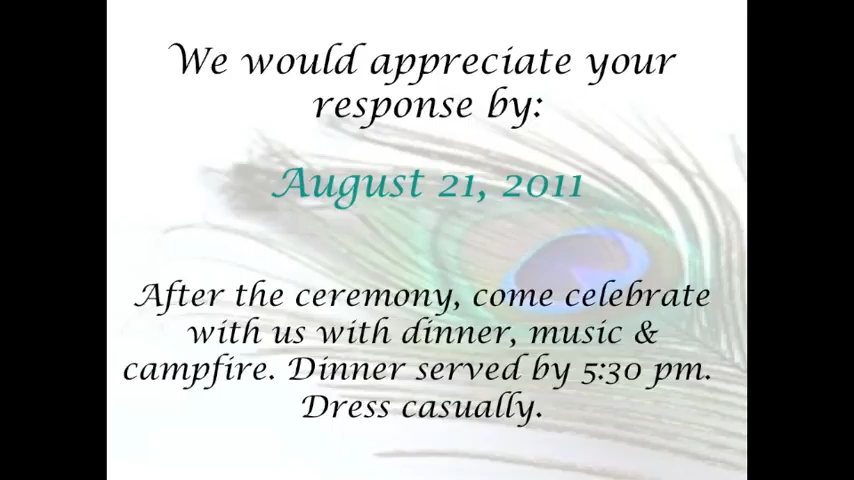 We would appreciate your
response by:
August 21, 2011
After the ceremony, come celebrate
with us with dinner, music &
campfire. Dinner served by 5:30 pm.
Dress casually.